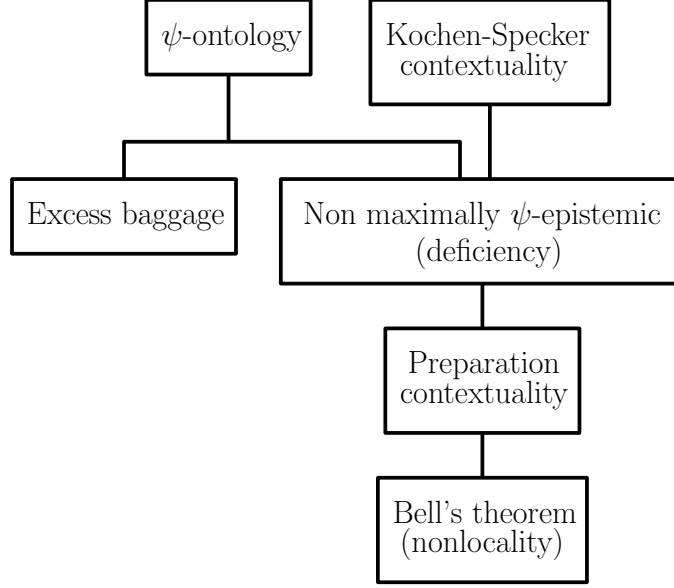 ψ-ontology
Kochen-Specker
contextuality
Excess baggage
Non maximally ψ-epistemic
(deficiency)
Preparation
contextuality
Bell's theorem
(nonlocality)